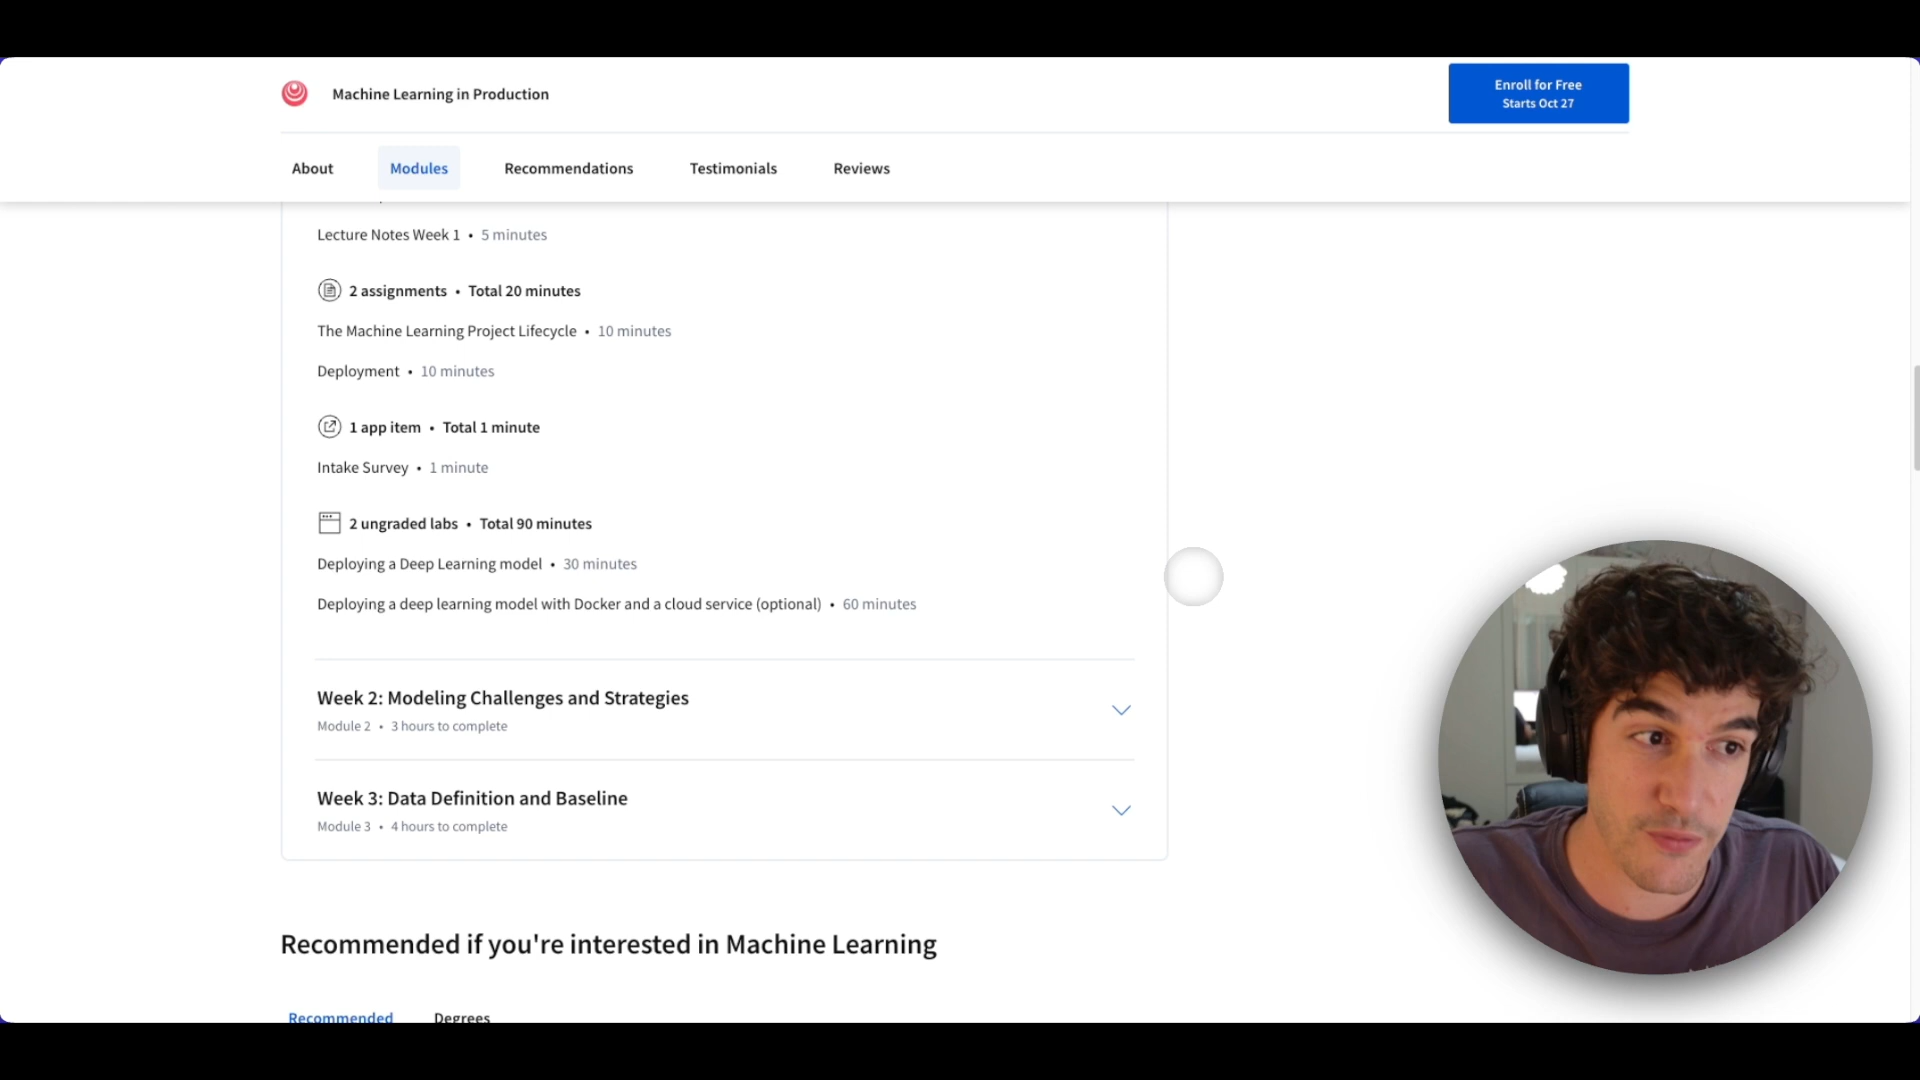 Machine Learning in Production
Enroll for Free
Starts Oct 27
About
Modules
Recommendations
Testimonials
Reviews
Lecture Notes Week 1 • 5 minutes
2 assignments • Total 20 minutes
The Machine Learning Project Lifecycle • 10 minutes
Deployment • 10 minutes
1 app item • Total 1 minute
Intake Survey • 1 minute
2 ungraded labs • Total 90 minutes
Deploying a Deep Learning model • 30 minutes
Deploying a deep learning model with Docker and a cloud service (optional) • 60 minutes
Week 2: Modeling Challenges and Strategies
Module 2 • 3 hours to complete
Week 3: Data Definition and Baseline
Module 3 • 4 hours to complete
Recommended if you're interested in Machine Learning
Recommended
Degrees